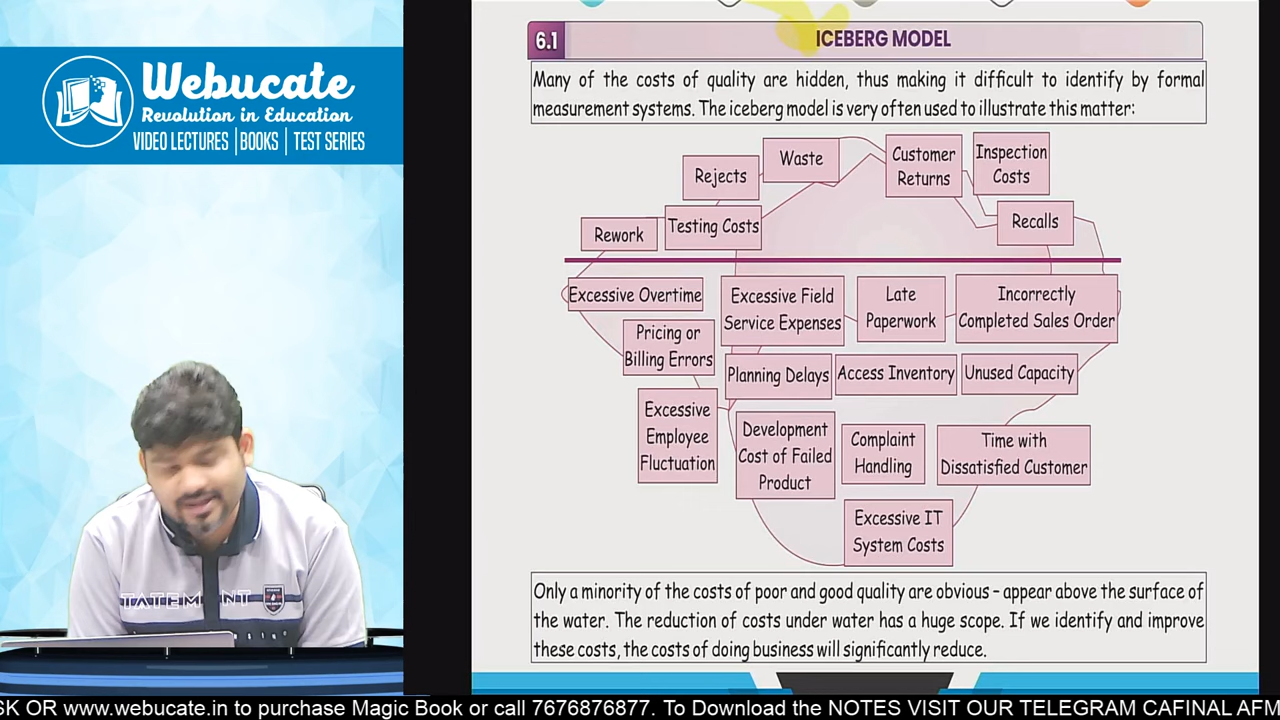 Webucate
Revolution in Education
VIDEO LECTURES | BOOKS | TEST SERIES
TATEMENT
6.1
ICEBERG MODEL
Many of the costs of quality are hidden, thus making it difficult to identify by formal
measurement systems. The iceberg model is very often used to illustrate this matter:
Rejects
Waste
Customer
Returns
Inspection
Costs
Rework
Testing Costs
Recalls
Excessive Overtime
Excessive Field
Service Expenses
Late
Paperwork
Incorrectly
Completed Sales Order
Pricing or
Billing Errors
Planning Delays
Access Inventory
Unused Capacity
Excessive
Employee
Fluctuation
Development
Cost of Failed
Product
Complaint
Handling
Time with
Dissatisfied Customer
Excessive IT
System Costs
Only a minority of the costs of poor and good quality are obvious – appear above the surface of
the water. The reduction of costs under water has a huge scope. If we identify and improve
these costs, the costs of doing business will significantly reduce.
SK OR www.webucate.in to purchase Magic Book or call 7676876877. To Download the NOTES VISIT OUR TELEGRAM CAFINAL AFM